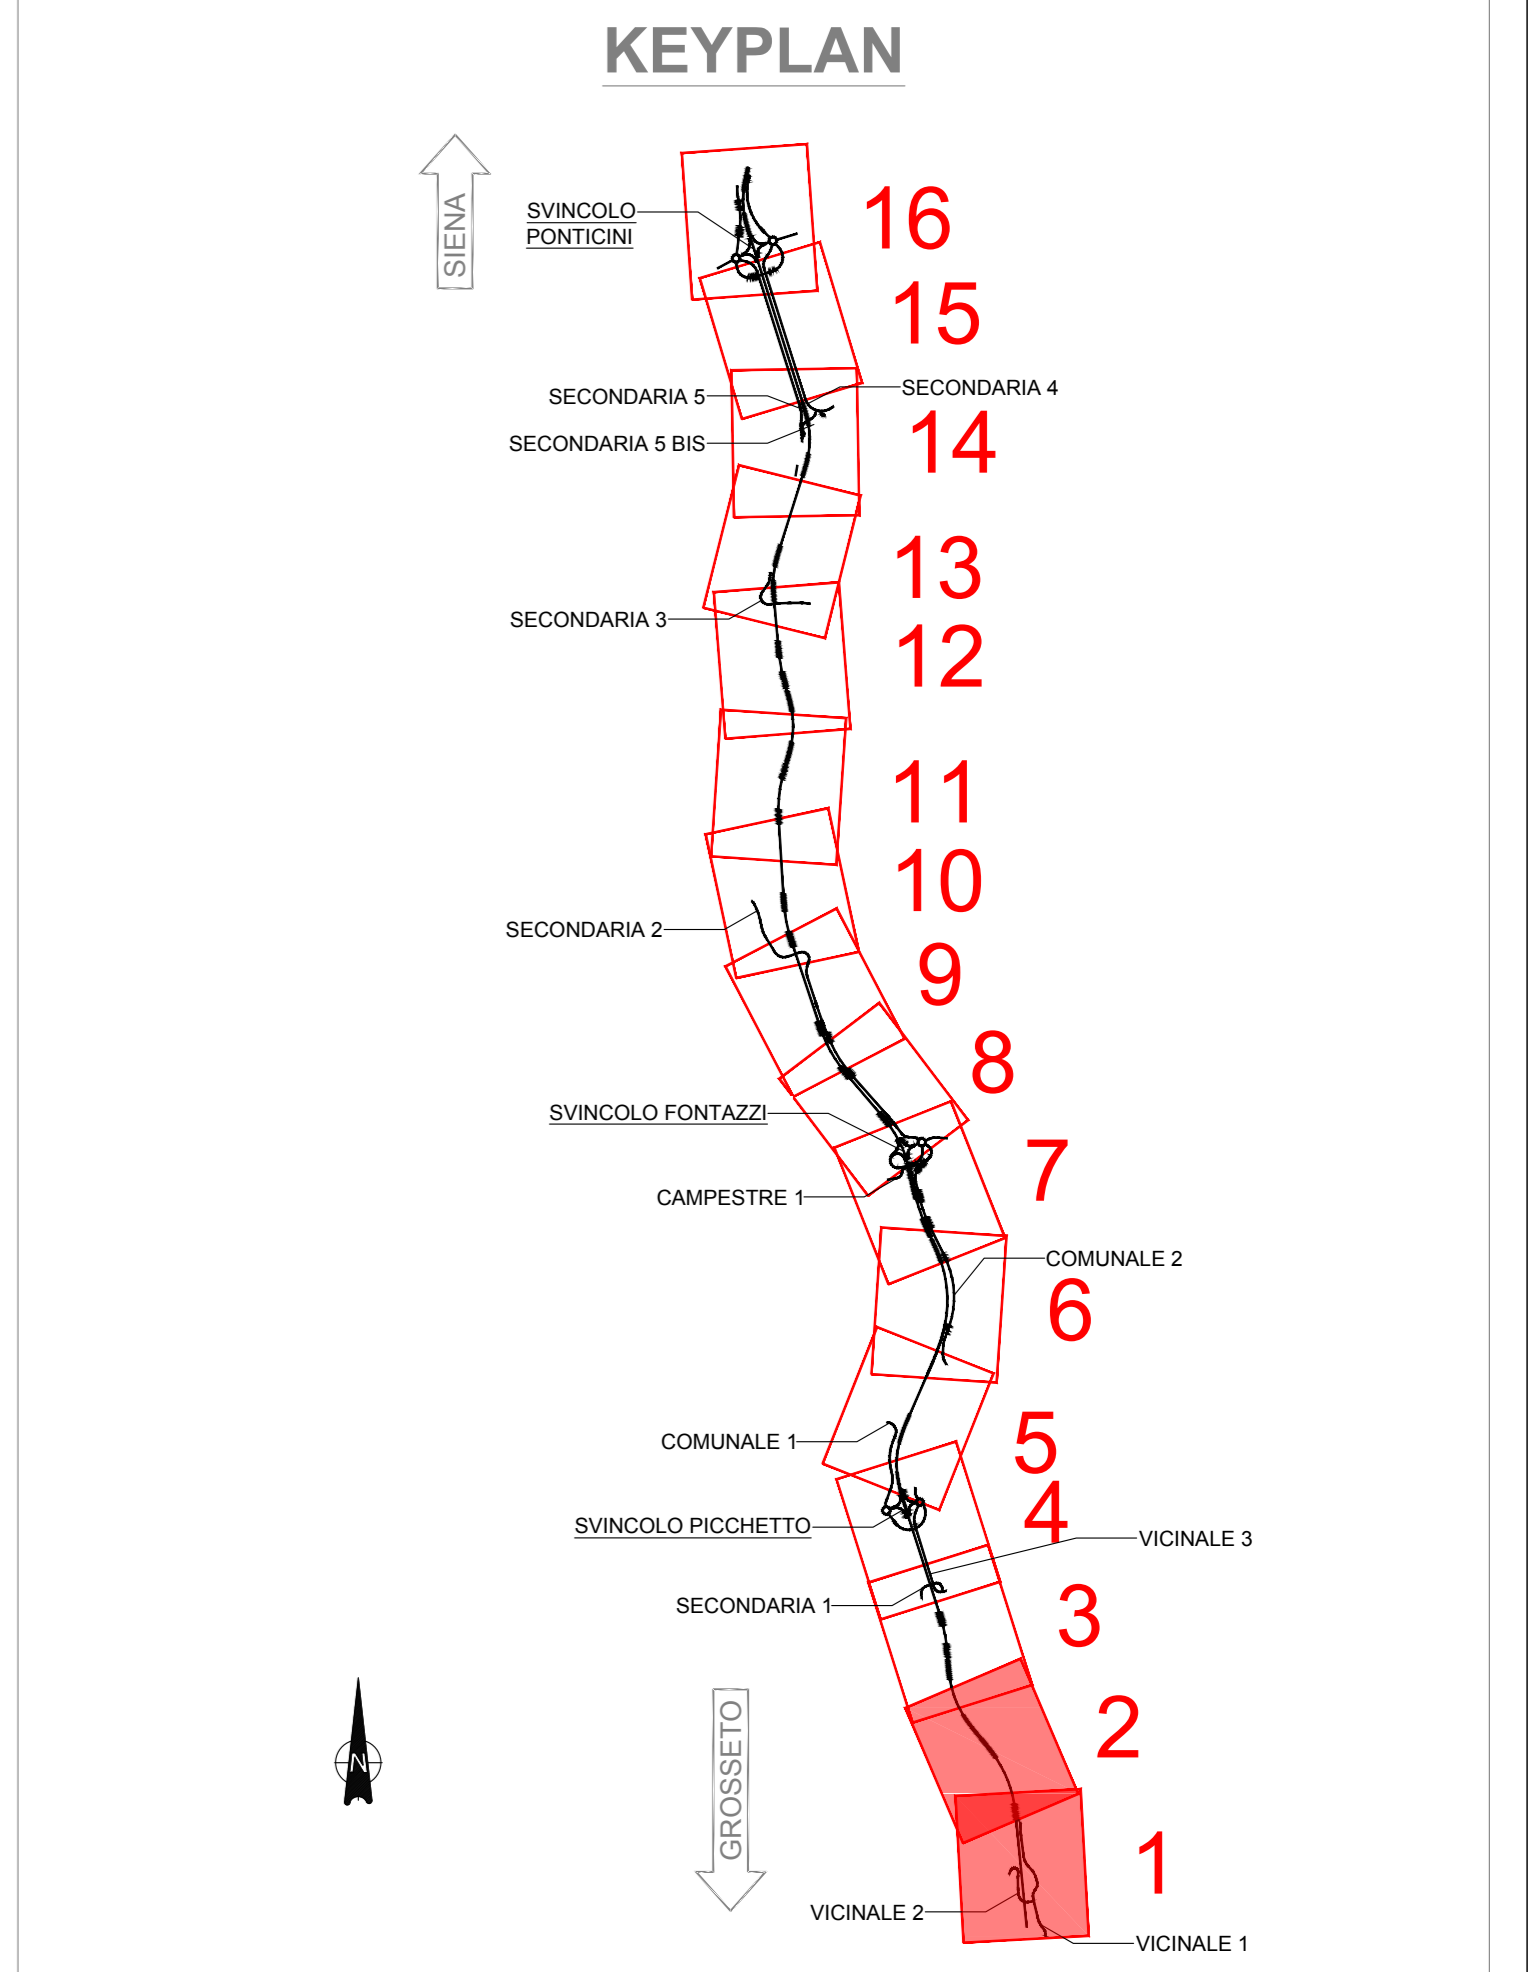 KEYPLAN
SIENA
SVINCOLO
PONTICINI
16
15
SECONDARIA 5
SECONDARIA 4
SECONDARIA 5 BIS
14
13
SECONDARIA 3
12
11
10
SECONDARIA 2
9
8
SVINCOLO FONTAZZI
7
CAMPESTRE 1
COMUNALE 2
6
COMUNALE 1
5
4
SVINCOLO PICCHETTO
VICINALE 3
SECONDARIA 1
3
2
GROSSETO
N
1
VICINALE 2
VICINALE 1